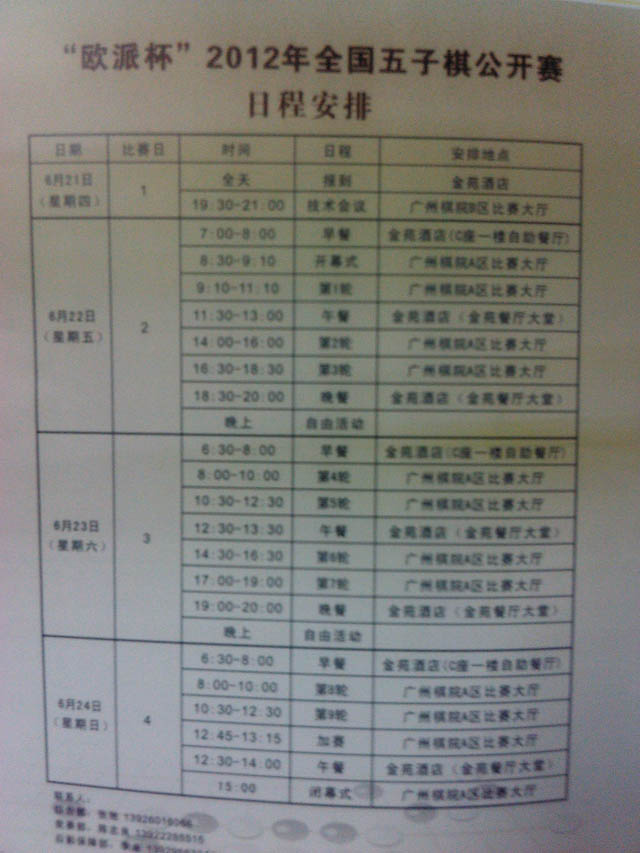 “欧派杯”2012年全国五子棋公开赛
日程安排
日期 比赛日 时间 日程 安排地点
6月21日（星期四） 1 全天 报到 金苑酒店
19:30-21:00 技术会议 广州棋院B区比赛大厅
6月22日（星期五） 2 7:00-8:00 早餐 金苑酒店(C座一楼自助餐厅)
8:30-9:10 开幕式 广州棋院A区比赛大厅
9:10-11:10 第1轮 广州棋院A区比赛大厅
11:30-13:00 午餐 金苑酒店（金苑餐厅大堂）
14:00-16:00 第2轮 广州棋院A区比赛大厅
16:30-18:30 第3轮 广州棋院A区比赛大厅
18:30-20:00 晚餐 金苑酒店（金苑餐厅大堂）
晚上 自由活动
6月23日（星期六） 3 6:30-8:00 早餐 金苑酒店(C座一楼自助餐厅)
8:00-10:00 第4轮 广州棋院A区比赛大厅
10:30-12:30 第5轮 广州棋院A区比赛大厅
12:30-13:30 午餐 金苑酒店（金苑餐厅大堂）
14:30-16:30 第6轮 广州棋院A区比赛大厅
17:00-19:00 第7轮 广州棋院A区比赛大厅
19:00-20:00 晚餐 金苑酒店（金苑餐厅大堂）
晚上 自由活动
6月24日（星期日） 4 6:30-8:00 早餐 金苑酒店(C座一楼自助餐厅)
8:00-10:00 第8轮 广州棋院A区比赛大厅
10:30-12:30 第9轮 广州棋院A区比赛大厅
12:45-13:15 加赛 广州棋院A区比赛大厅
12:30-14:00 午餐 金苑酒店（金苑餐厅大堂）
15:00 闭幕式 广州棋院A区比赛大厅
联系人：